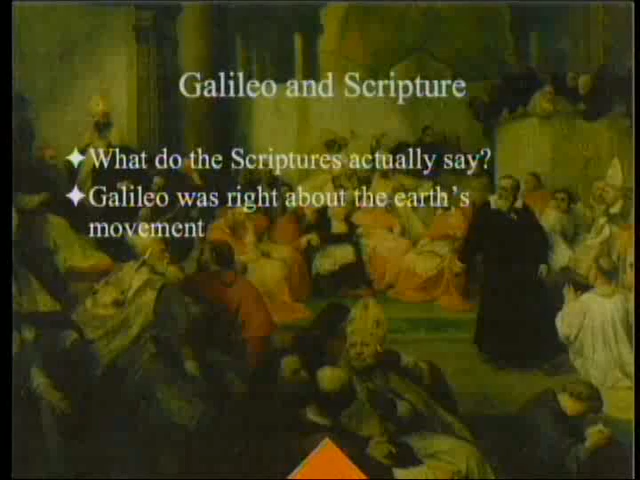 Galileo and Scripture
✦What do the Scriptures actually say?
✦Galileo was right about the earth's
movement